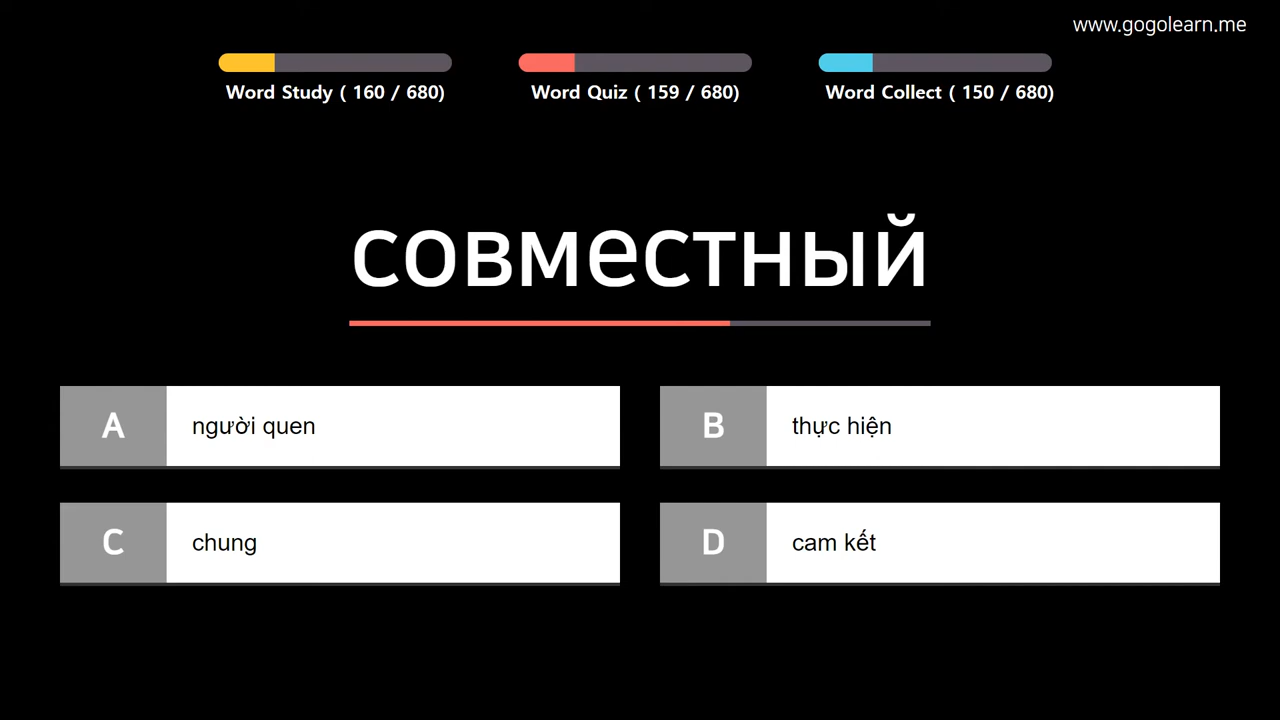 www.gogolearn.me
Word Study ( 160 / 680)
Word Quiz ( 159 / 680)
Word Collect ( 150 / 680)
совместный
A người quen
B thực hiện
C chung
D cam kết